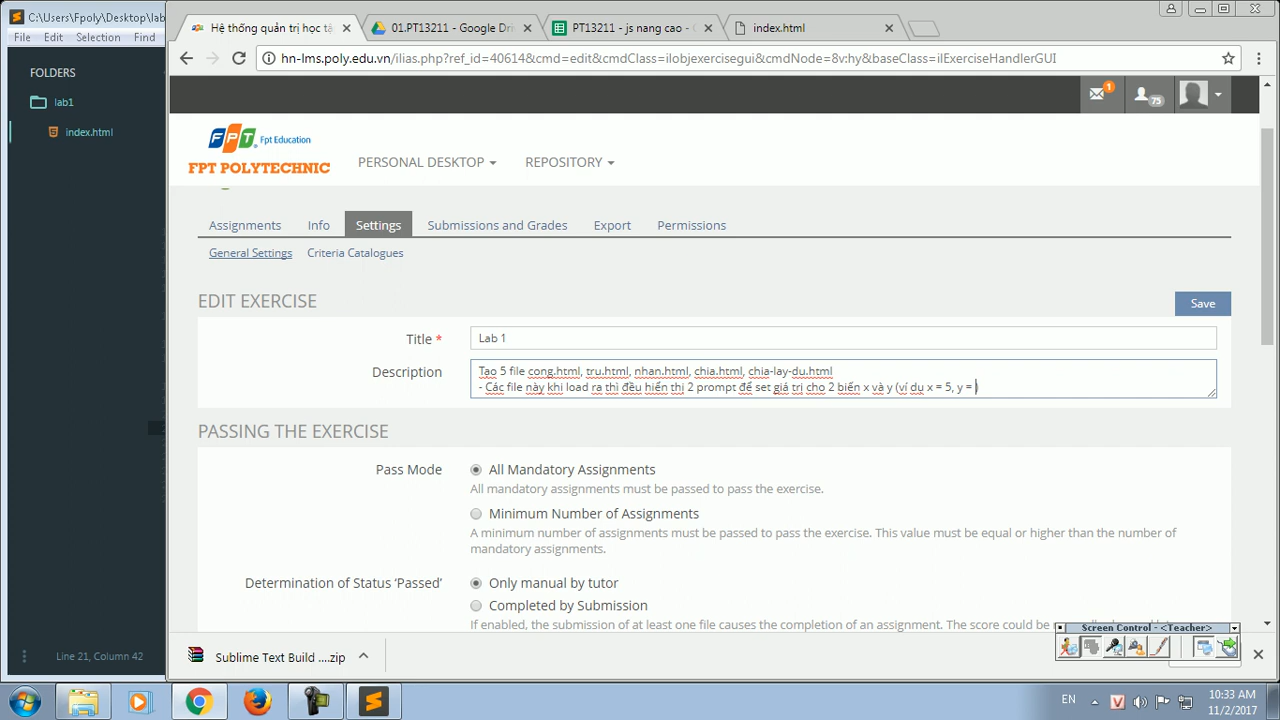 C:\Users\Fpoly\Desktop\lab
File Edit Selection Find
FOLDERS
lab1
index.html
Line 21, Column 42
Hệ thống quản trị học tậ
01.PT13211 - Google Dri
PT13211 - js nang cao -
index.html
hn-lms.poly.edu.vn/ilias.php?ref_id=40614&cmd=edit&cmdClass=ilobjexercisegui&cmdNode=8v:hy&baseClass=ilExerciseHandlerGUI
1
75
FPT Fpt Education
FPT POLYTECHNIC
PERSONAL DESKTOP REPOSITORY
Assignments Info Settings Submissions and Grades Export Permissions
General Settings Criteria Catalogues
EDIT EXERCISE
Save
Title * Lab 1
Description
Tạo 5 file cong.html, tru.html, nhan.html, chia.html, chia-lay-du.html
- Các file này khi load ra thì đều hiển thị 2 prompt để set giá trị cho 2 biến x và y (ví dụ x = 5, y = )
PASSING THE EXERCISE
Pass Mode All Mandatory Assignments
All mandatory assignments must be passed to pass the exercise.
Minimum Number of Assignments
A minimum number of assignments must be passed to pass the exercise. This value must be equal or higher than the number of
mandatory assignments.
Determination of Status 'Passed' Only manual by tutor
Completed by Submission
If enabled, the submission of at least one file causes the completion of an assignment. The score could be
Screen Control - <Teacher>
Sublime Text Build ....zip
EN
10:33 AM
11/2/2017